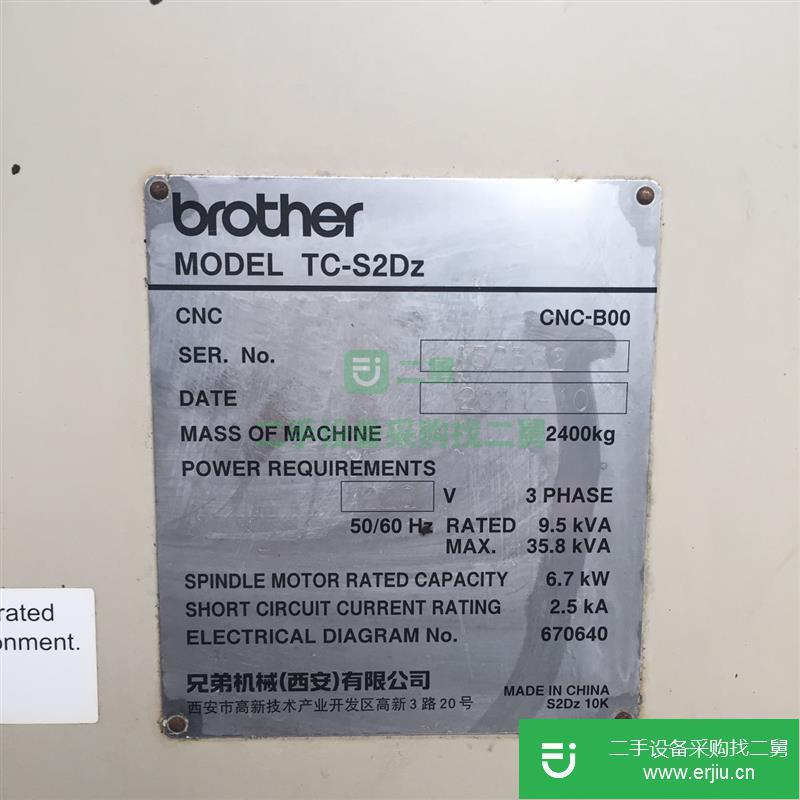 brother
MODEL TC-S2Dz
CNC CNC-B00
SER. No.
DATE
二舅
二手设备采购找二舅
MASS OF MACHINE 2400kg
POWER REQUIREMENTS
V 3 PHASE
50/60 Hz RATED 9.5 kVA
MAX. 35.8 kVA
SPINDLE MOTOR RATED CAPACITY 6.7 kW
SHORT CIRCUIT CURRENT RATING 2.5 kA
ELECTRICAL DIAGRAM No. 670640
rated
onment.
兄弟机械(西安)有限公司
西安市高新技术产业开发区高新3路20号
MADE IN CHINA
S2Dz 10K
二手设备采购找二舅
www.erjiu.cn